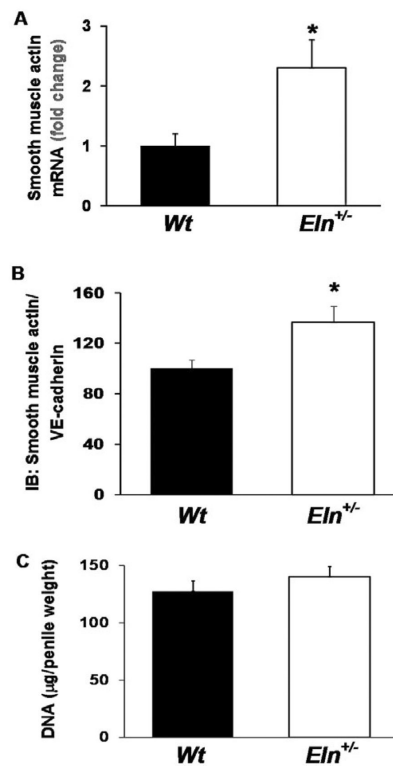 A
Smooth muscle actin
mRNA (fold change)
3
2
1
0
*
Wt
Eln+/-
B
IB: Smooth muscle actin/
VE-cadherin
160
120
80
40
0
*
Wt
Eln+/-
C
DNA (µg/penile weight)
150
100
50
0
Wt
Eln+/-